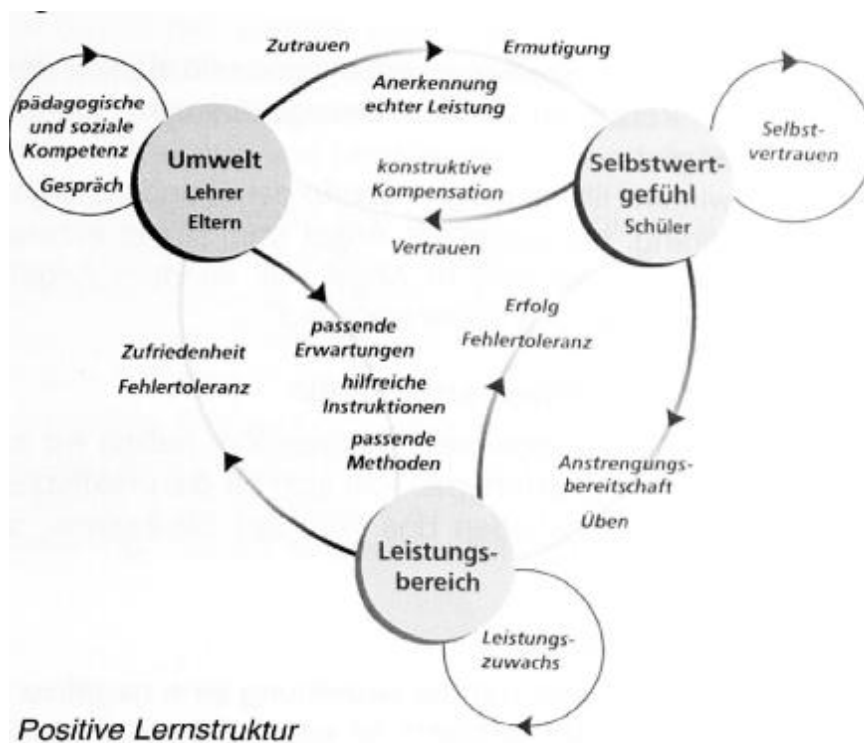 Zutrauen
Ermutigung
Anerkennung
echter Leistung
pädagogische
und soziale
Kompetenz
Gespräch
Umwelt
Lehrer
Eltern
konstruktive
Kompensation
Vertrauen
Selbstwert-
gefühl
Schüler
Selbst-
vertrauen
Zufriedenheit
Fehlertoleranz
passende
Erwartungen
hilfreiche
Instruktionen
passende
Methoden
Erfolg
Fehlertoleranz
Anstrengungs-
bereitschaft
Üben
Leistungs-
bereich
Leistungs-
zuwachs
Positive Lernstruktur